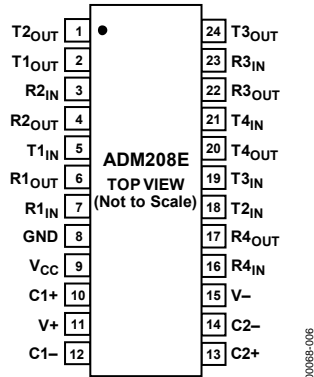 T2OUT 1 24 T3OUT
T1OUT 2 23 R3IN
R2IN 3 22 R3OUT
R2OUT 4 21 T4IN
T1IN 5 20 T4OUT
R1OUT 6 19 T3IN
R1IN 7 18 T2IN
GND 8 17 R4OUT
VCC 9 16 R4IN
C1+ 10 15 V–
V+ 11 14 C2–
C1– 12 13 C2+
ADM208E
TOP VIEW
(Not to Scale)
00068-006